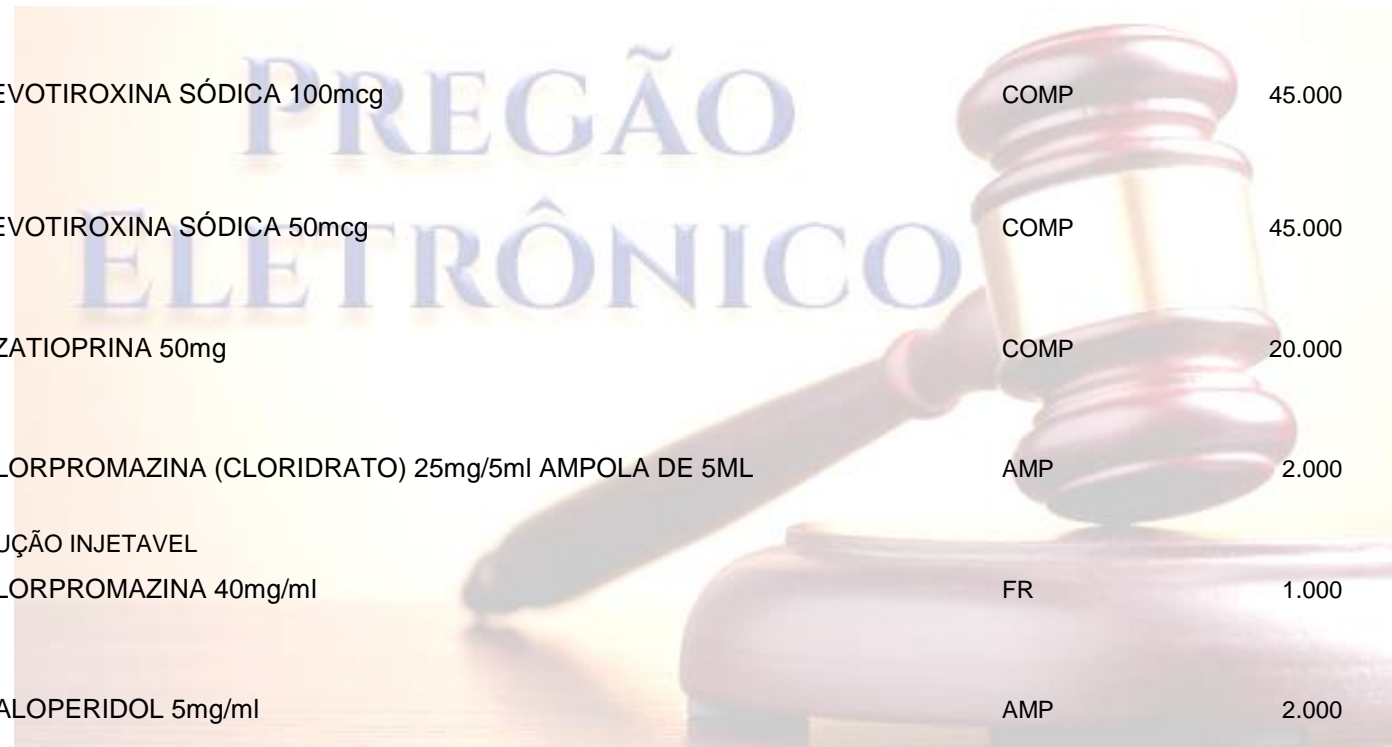 PREGÃO
ELETRÔNICO
EVOTIROXINA SÓDICA 100mcg COMP 45.000
EVOTIROXINA SÓDICA 50mcg COMP 45.000
ZATIOPRINA 50mg COMP 20.000
LORPROMAZINA (CLORIDRATO) 25mg/5ml AMPOLA DE 5ML AMP 2.000
UÇÃO INJETAVEL
LORPROMAZINA 40mg/ml FR 1.000
ALOPERIDOL 5mg/ml AMP 2.000